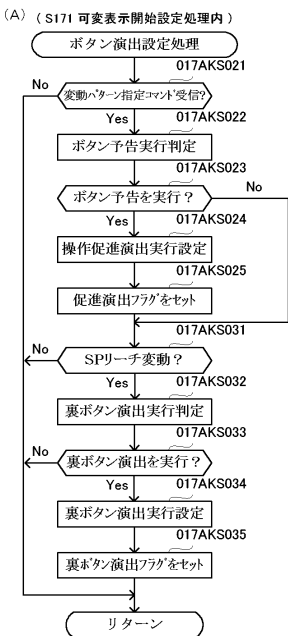 (A) ( S171 可変表示開始設定処理内 )
ボタン演出設定処理
017AKS021
No
変動パターン指定コマンド受信?
Yes
017AKS022
ボタン予告実行判定
017AKS023
ボタン予告を実行？
No
Yes
017AKS024
操作促進演出実行設定
017AKS025
促進演出フラグをセット
017AKS031
No
SPリーチ変動？
Yes
017AKS032
裏ボタン演出実行判定
017AKS033
No
裏ボタン演出を実行？
Yes
017AKS034
裏ボタン演出実行設定
017AKS035
裏ボタン演出フラグをセット
リターン